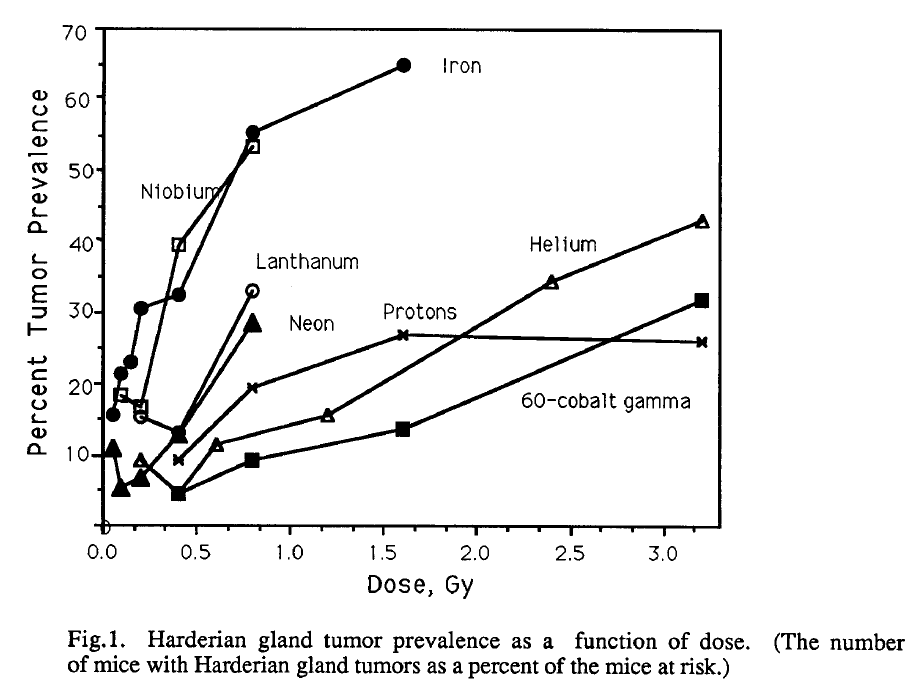 70
60
50
40
30
20
10
Percent Tumor Prevalence
Iron
Niobium
Lanthanum
Neon
Helium
Protons
60-cobalt gamma
0.0 0.5 1.0 1.5 2.0 2.5 3.0
Dose, Gy
Fig.1. Harderian gland tumor prevalence as a function of dose. (The number
of mice with Harderian gland tumors as a percent of the mice at risk.)